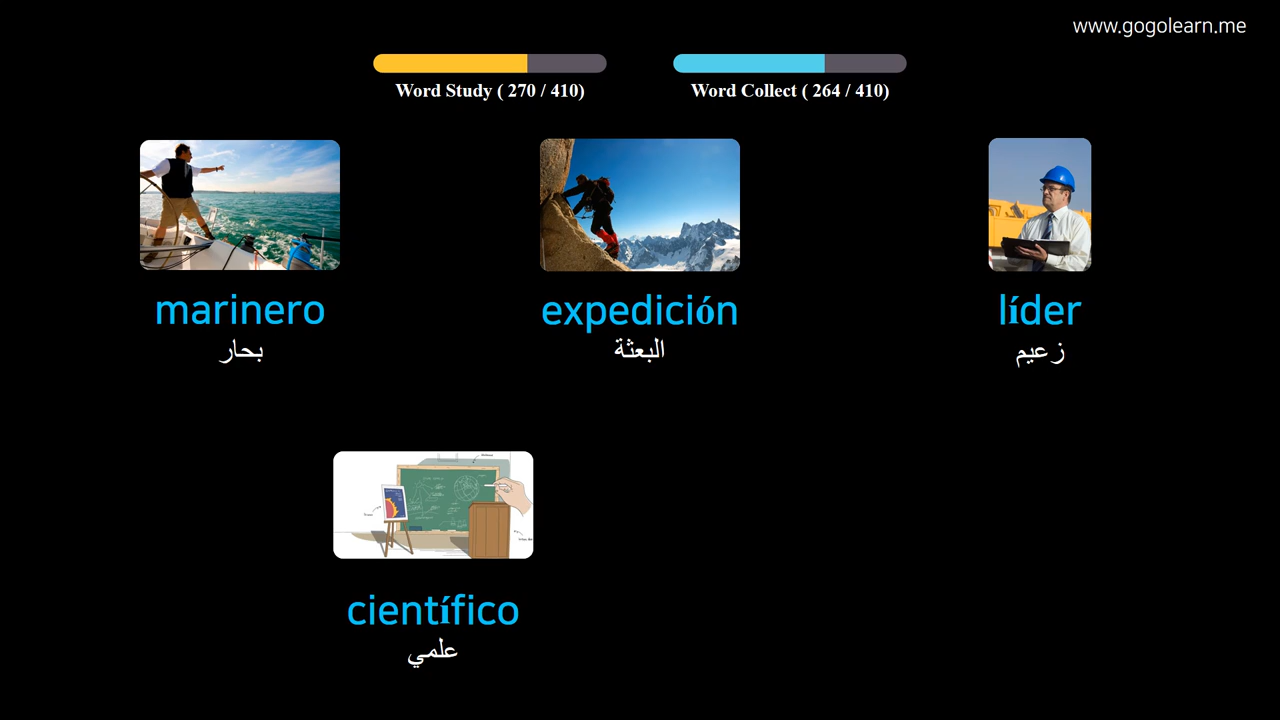 www.gogolearn.me
Word Study ( 270 / 410)
Word Collect ( 264 / 410)
marinero
بحار
expedición
البعثة
líder
زعيم
científico
علمي